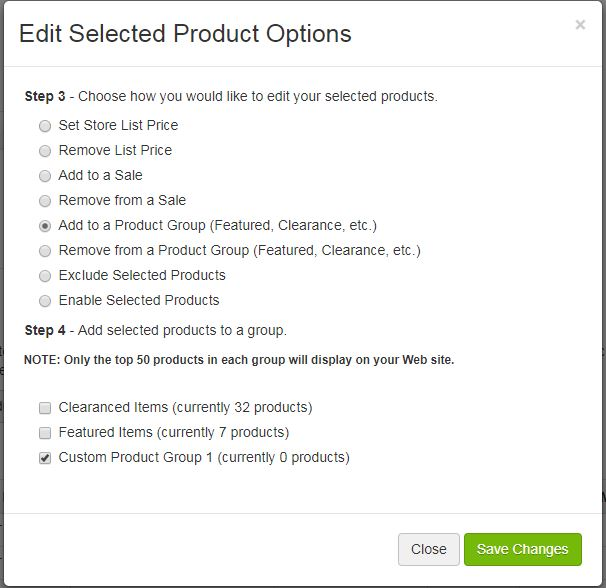 Edit Selected Product Options
×
Step 3 - Choose how you would like to edit your selected products.
Set Store List Price
Remove List Price
Add to a Sale
Remove from a Sale
Add to a Product Group (Featured, Clearance, etc.)
Remove from a Product Group (Featured, Clearance, etc.)
Exclude Selected Products
Enable Selected Products
Step 4 - Add selected products to a group.
NOTE: Only the top 50 products in each group will display on your Web site.
Clearanced Items (currently 32 products)
Featured Items (currently 7 products)
Custom Product Group 1 (currently 0 products)
Close
Save Changes